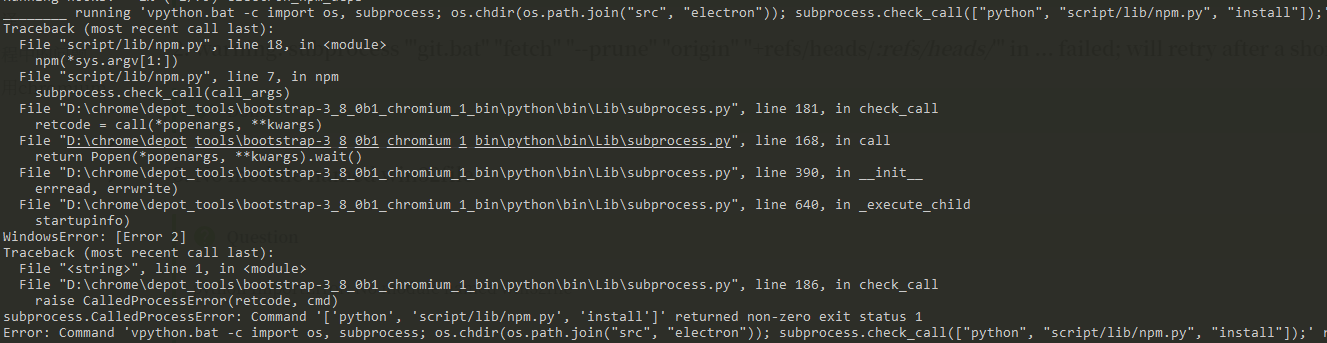 ________ running 'vpython.bat -c import os, subprocess; os.chdir(os.path.join("src", "electron")); subprocess.check_call(["python", "script/lib/npm.py", "install"]);'
Traceback (most recent call last):
  File "script/lib/npm.py", line 18, in <module>
    npm(*sys.argv[1:])
  File "script/lib/npm.py", line 7, in npm
    subprocess.check_call(call_args)
  File "D:\chrome\depot_tools\bootstrap-3_8_0b1_chromium_1_bin\python\bin\Lib\subprocess.py", line 181, in check_call
    retcode = call(*popenargs, **kwargs)
  File "D:\chrome\depot_tools\bootstrap-3_8_0b1_chromium_1_bin\python\bin\Lib\subprocess.py", line 168, in call
    return Popen(*popenargs, **kwargs).wait()
  File "D:\chrome\depot_tools\bootstrap-3_8_0b1_chromium_1_bin\python\bin\Lib\subprocess.py", line 390, in __init__
    errread, errwrite)
  File "D:\chrome\depot_tools\bootstrap-3_8_0b1_chromium_1_bin\python\bin\Lib\subprocess.py", line 640, in _execute_child
    startupinfo)
WindowsError: [Error 2]
Question
Traceback (most recent call last):
  File "<string>", line 1, in <module>
  File "D:\chrome\depot_tools\bootstrap-3_8_0b1_chromium_1_bin\python\bin\Lib\subprocess.py", line 186, in check_call
    raise CalledProcessError(retcode, cmd)
subprocess.CalledProcessError: Command '['python', 'script/lib/npm.py', 'install']' returned non-zero exit status 1
Error: Command 'vpython.bat -c import os, subprocess; os.chdir(os.path.join("src", "electron")); subprocess.check_call(["python", "script/lib/npm.py", "install"]);' r